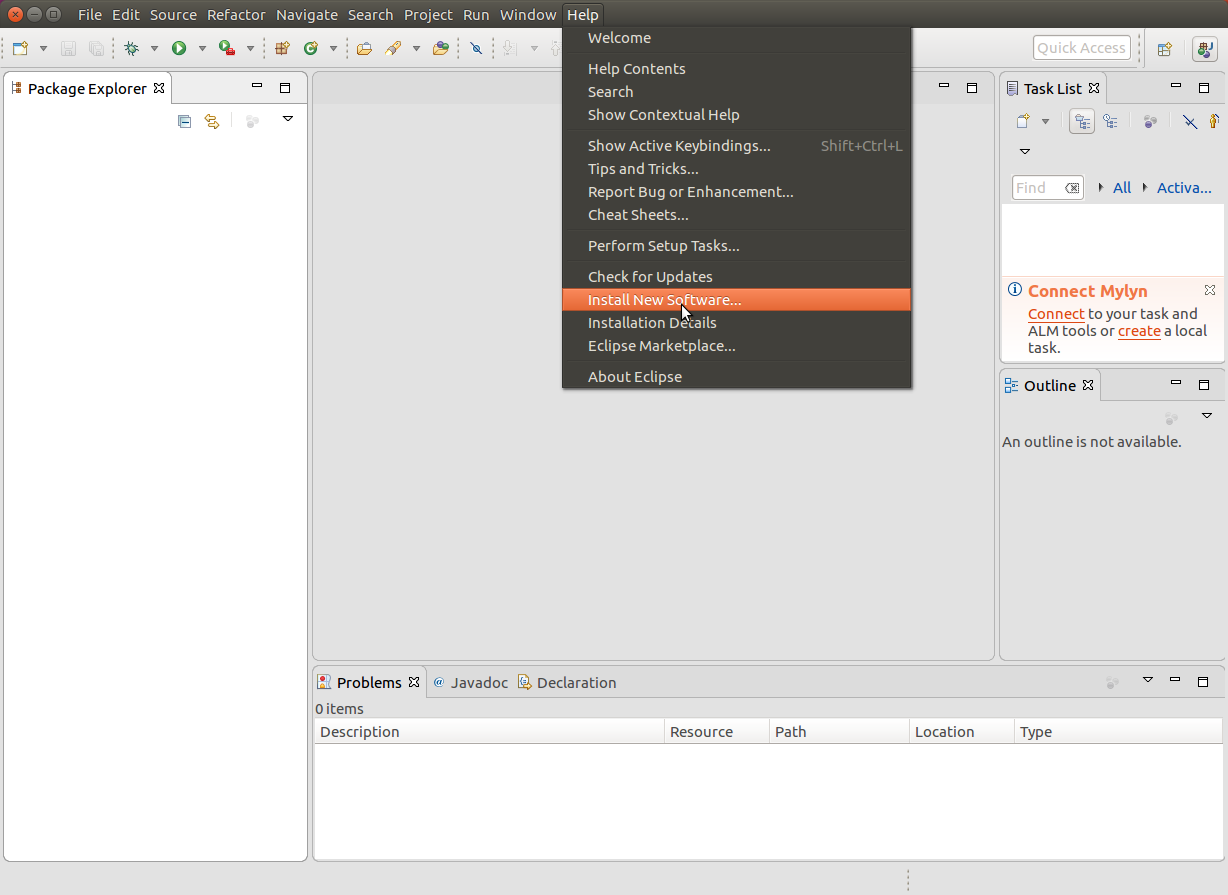 File Edit Source Refactor Navigate Search Project Run Window Help
Quick Access
Package Explorer
Welcome
Help Contents
Search
Show Contextual Help
Show Active Keybindings... Shift+Ctrl+L
Tips and Tricks...
Report Bug or Enhancement...
Cheat Sheets...
Perform Setup Tasks...
Check for Updates
Install New Software...
Installation Details
Eclipse Marketplace...
About Eclipse
Task List
Find All Activa...
Connect Mylyn
Connect to your task and
ALM tools or create a local
task.
Outline
An outline is not available.
Problems @ Javadoc Declaration
0 items
Description Resource Path Location Type